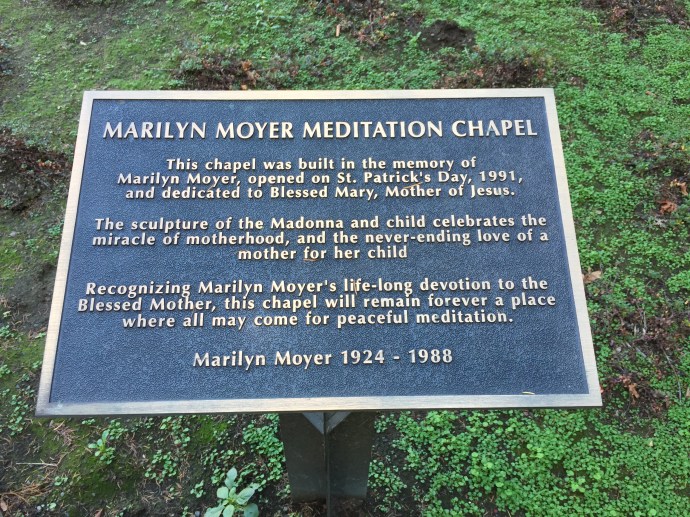 MARILYN MOYER MEDITATION CHAPEL
This chapel was built in the memory of
Marilyn Moyer, opened on St. Patrick's Day, 1991,
and dedicated to Blessed Mary, Mother of Jesus.
The sculpture of the Madonna and child celebrates the
miracle of motherhood, and the never-ending love of a
mother for her child
Recognizing Marilyn Moyer's life-long devotion to the
Blessed Mother, this chapel will remain forever a place
where all may come for peaceful meditation.
Marilyn Moyer 1924 - 1988